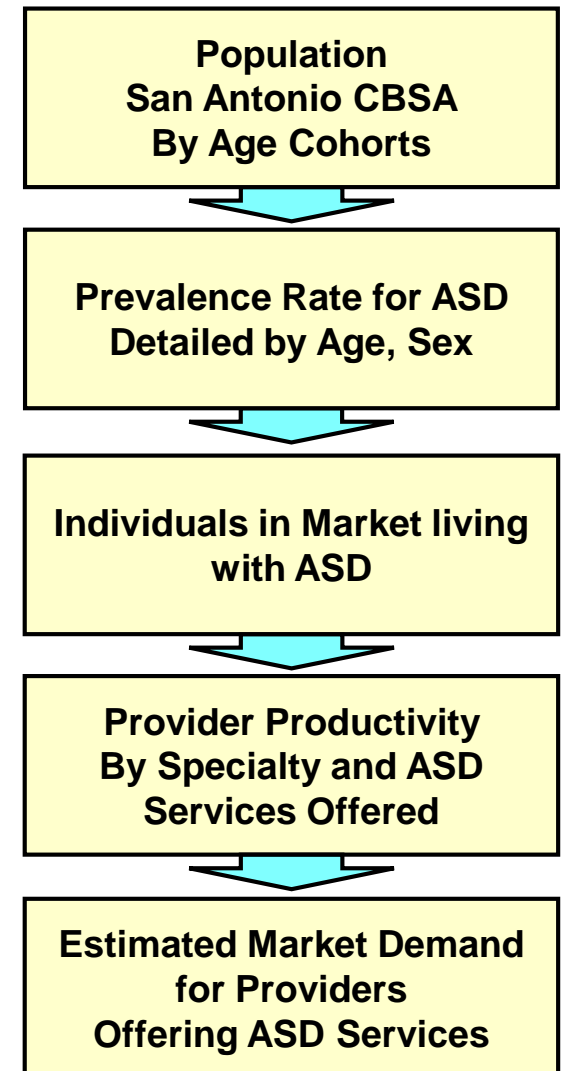 Population
San Antonio CBSA
By Age Cohorts
Prevalence Rate for ASD
Detailed by Age, Sex
Individuals in Market living
with ASD
Provider Productivity
By Specialty and ASD
Services Offered
Estimated Market Demand
for Providers
Offering ASD Services